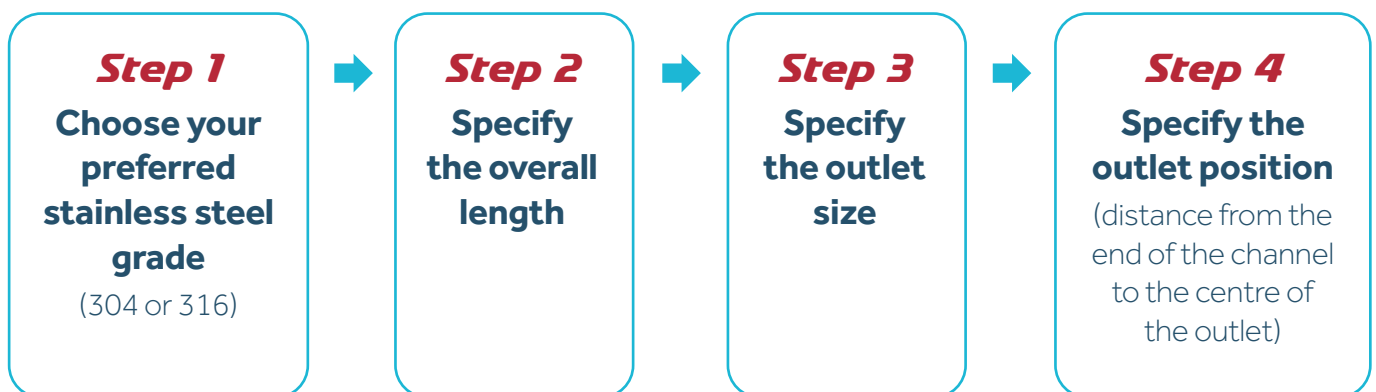 Step 1
Choose your
preferred
stainless steel
grade
(304 or 316)
Step 2
Specify
the overall
length
Step 3
Specify
the outlet
size
Step 4
Specify the
outlet position
(distance from the
end of the channel
to the centre of
the outlet)